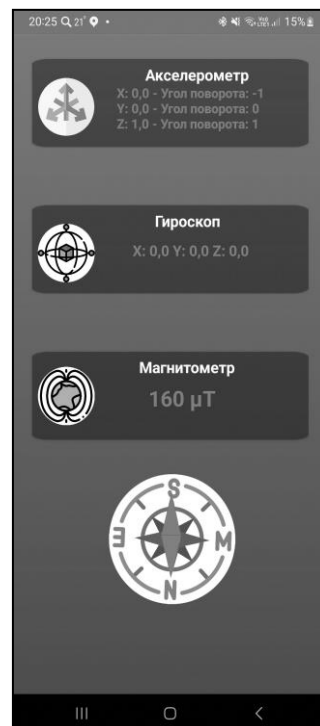 20:25 21° 15%
Акселерометр
X: 0,0 - Угол поворота: -1
Y: 0,0 - Угол поворота: 0
Z: 1,0 - Угол поворота: 1
Гироскоп
X: 0,0 Y: 0,0 Z: 0,0
Магнитометр
160 µT
S
E W
N